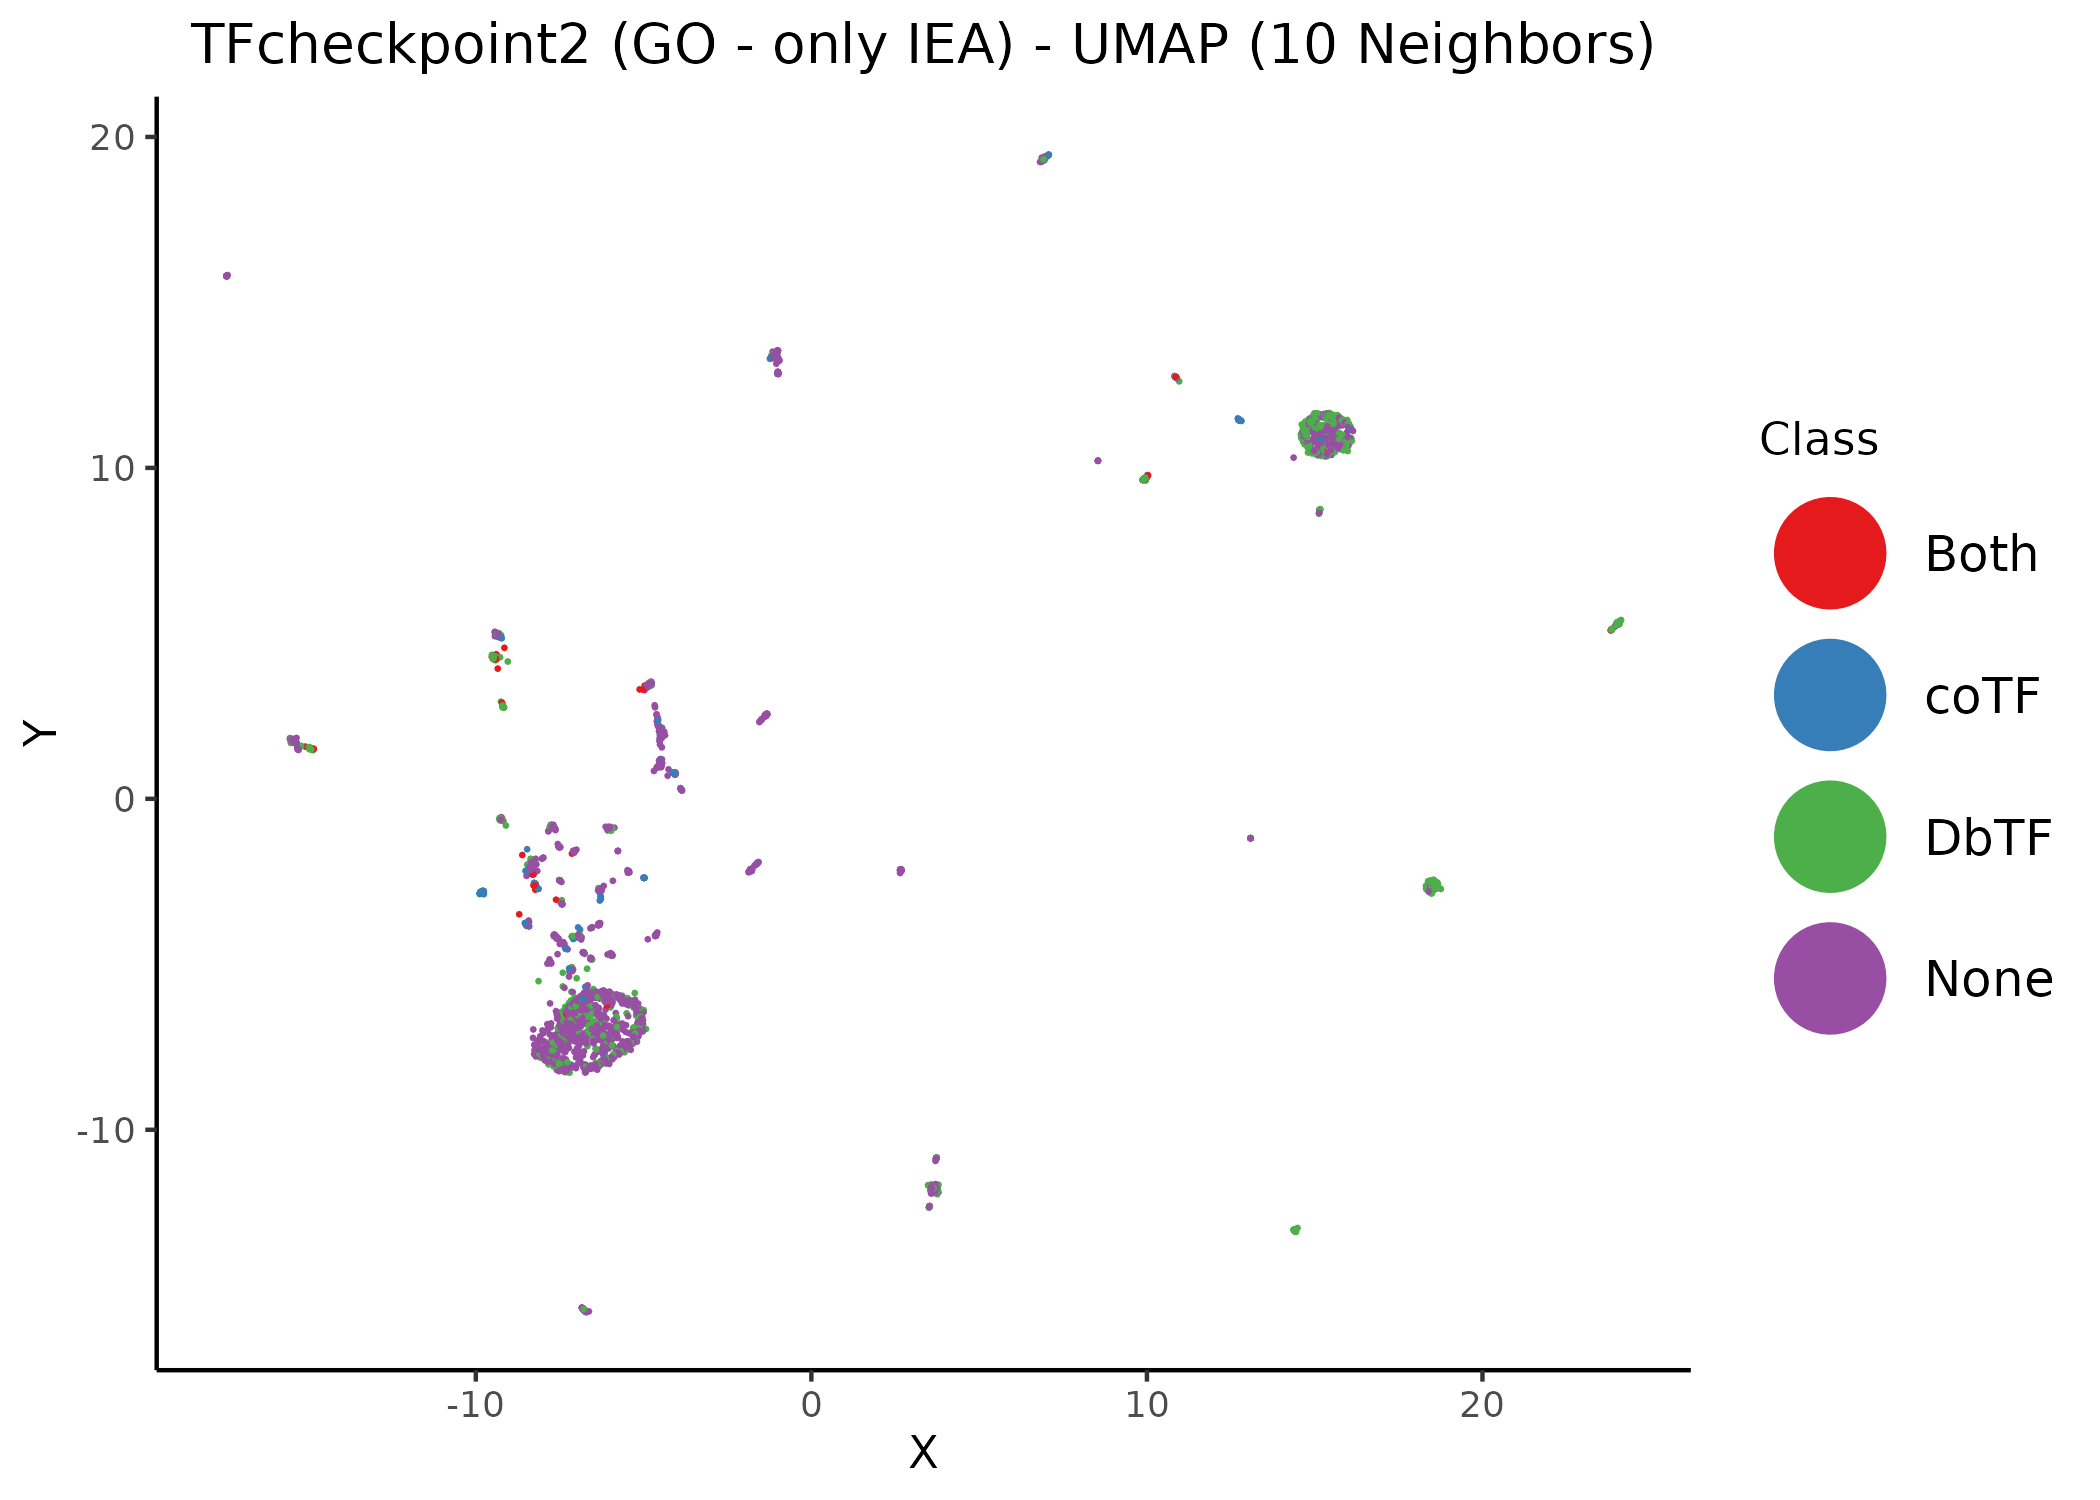 TFcheckpoint2 (GO - only IEA) - UMAP (10 Neighbors)
20
10
0
-10
Y
-10
0
10
20
X
Class
Both
coTF
DbTF
None